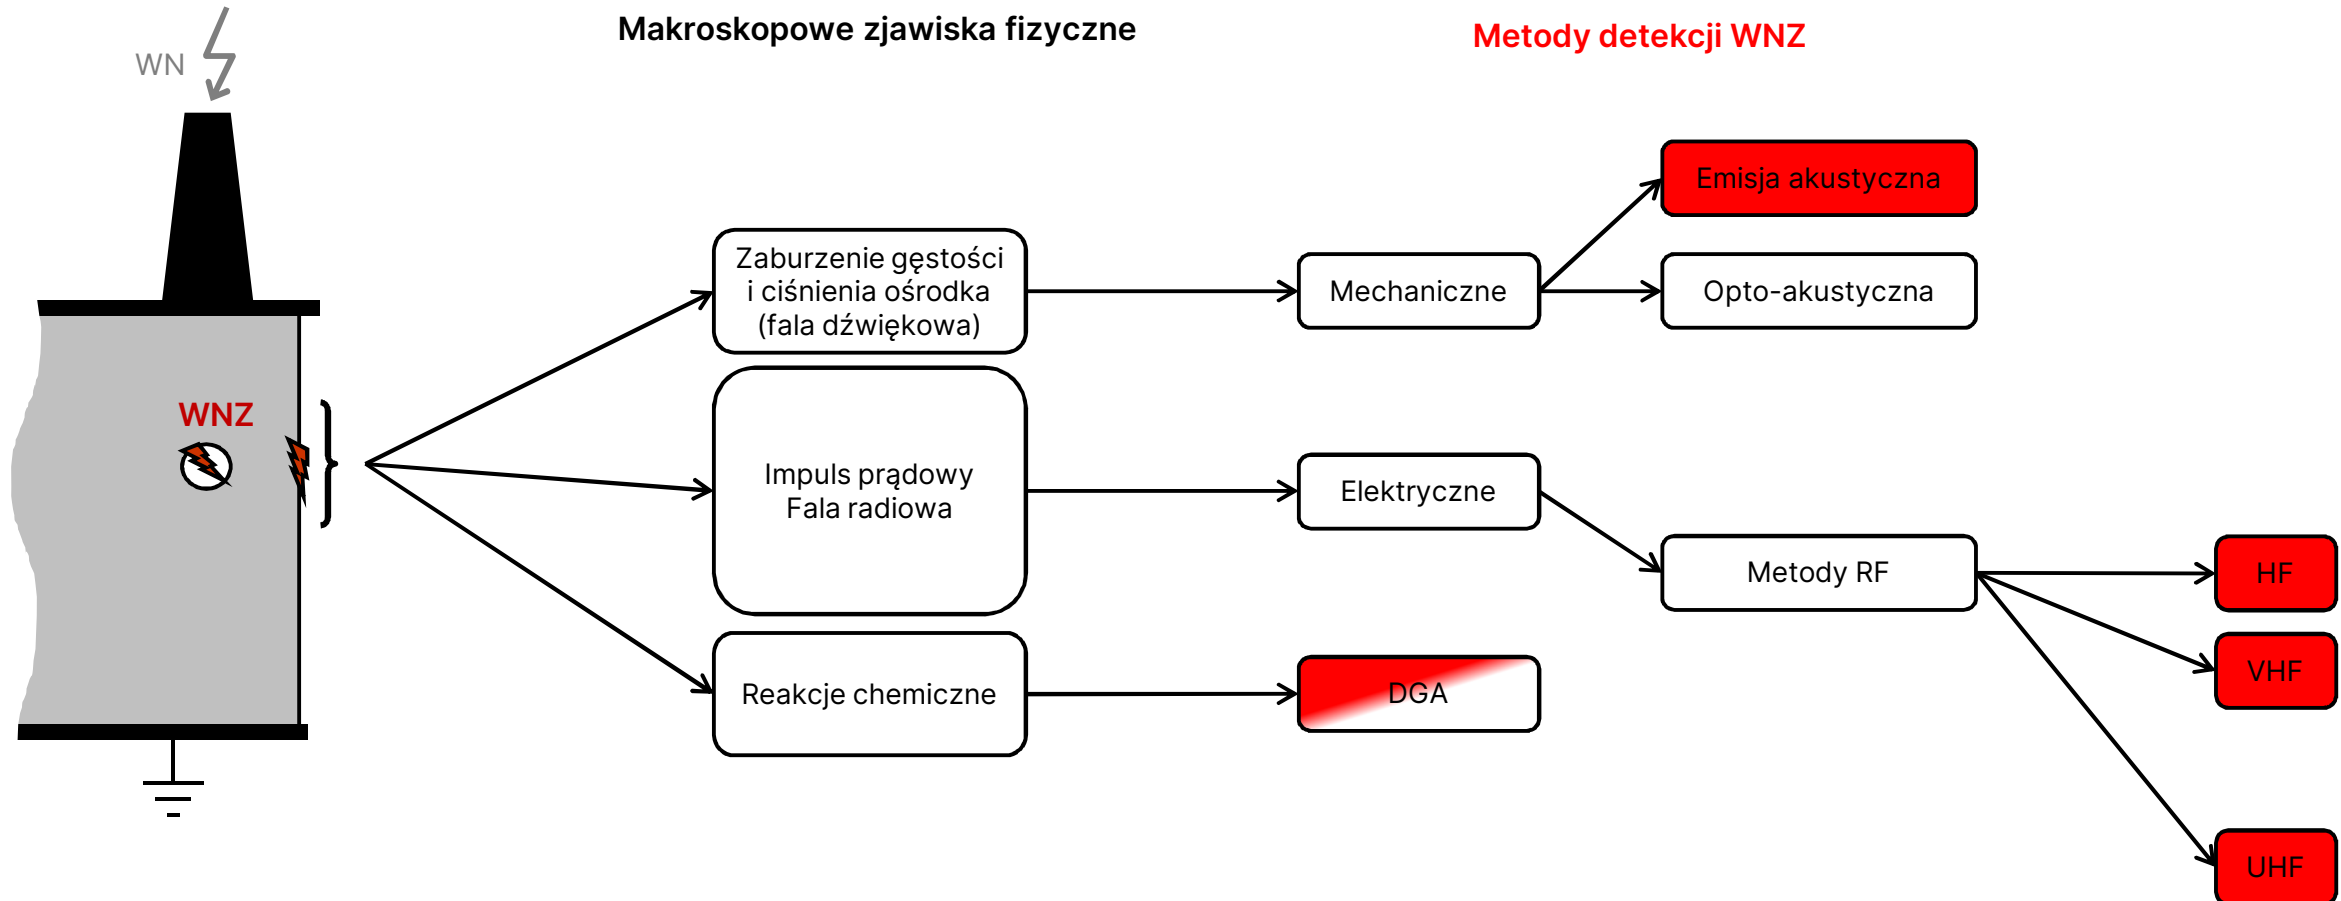 Makroskopowe zjawiska fizyczne
Metody detekcji WNZ
WN
Emisja akustyczna
Zaburzenie gęstości
i ciśnienia ośrodka
(fala dźwiękowa)
Mechaniczne
Opto-akustyczna
WNZ
Impuls prądowy
Fala radiowa
Elektryczne
Metody RF
HF
VHF
Reakcje chemiczne
DGA
UHF